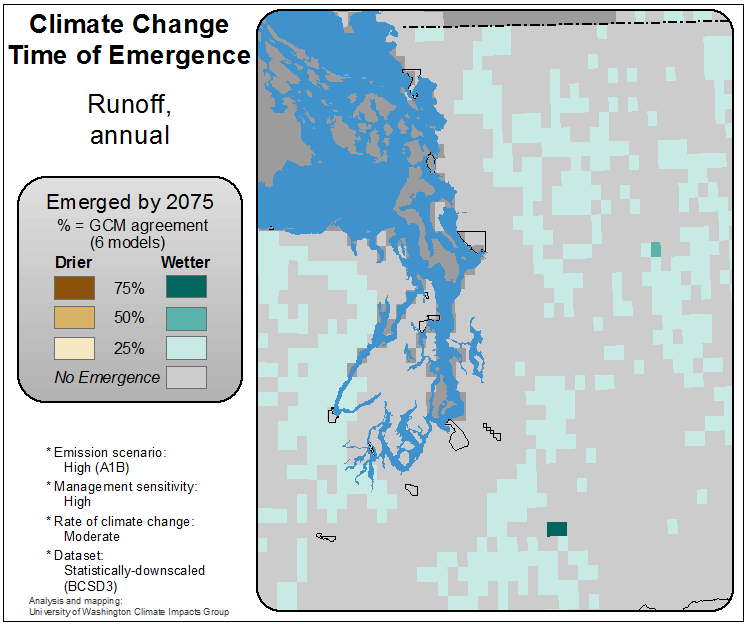 Climate Change
Time of Emergence
Runoff,
annual
Emerged by 2075
% = GCM agreement
(6 models)
Drier Wetter
75%
50%
25%
No Emergence
* Emission scenario:
High (A1B)
* Management sensitivity:
High
* Rate of climate change:
Moderate
* Dataset:
Statistically-downscaled
(BCSD3)
Analysis and mapping:
University of Washington Climate Impacts Group